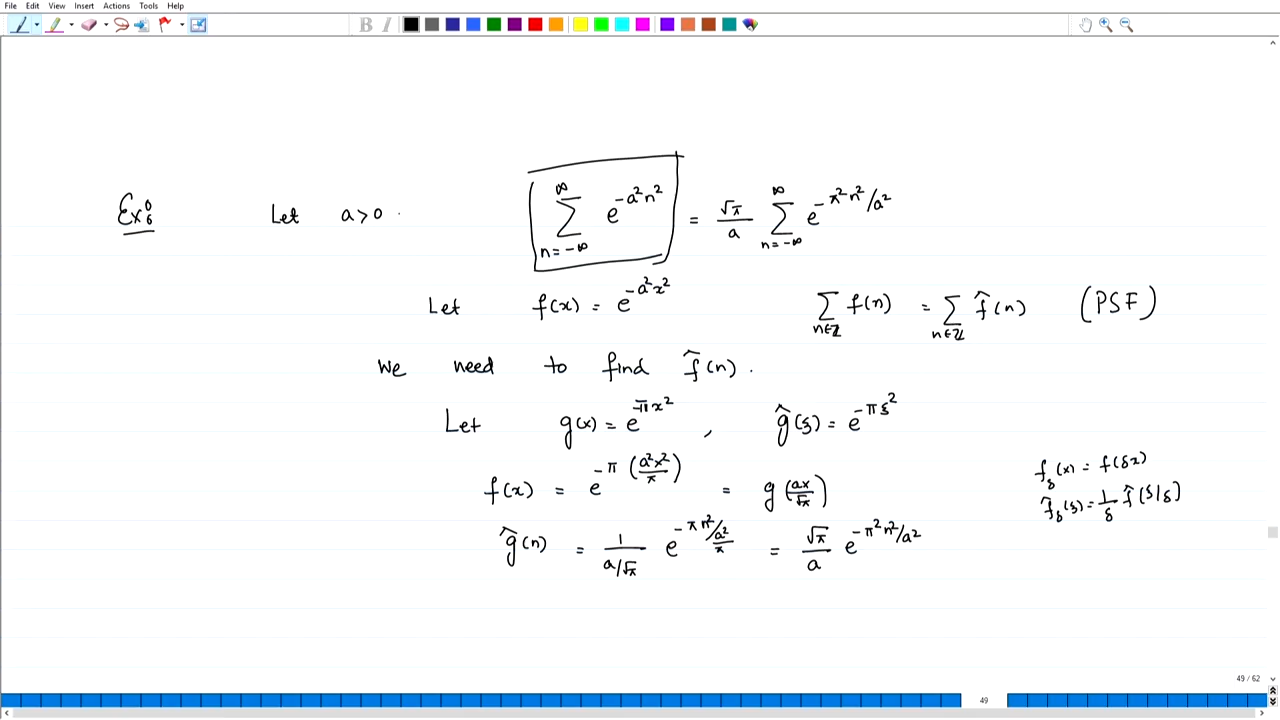 File Edit View Insert Actions Tools Help
B I
Ex: Let a>0. ∑_{n=-∞}^{∞} e^{-a²n²} = √π/a ∑_{n=-∞}^{∞} e^{-π²n²/a²}
Let f(x) = e^{-a²x²} ∑_{n∈ℤ} f(n) = ∑_{n∈ℤ} f̂(n) (PSF)
We need to find f̂(n).
Let g(x) = e^{-πx²} , ĝ(ξ) = e^{-πξ²}
f_δ(x) = f(δx)
f(x) = e^{-π(a²x²/π)} = g(ax/√π)
f̂_δ(ξ) = 1/δ f̂(ξ/δ)
ĝ(n) = 1/(a/√π) e^{-πn²/(a²/π)} = √π/a e^{-π²n²/a²}
49 / 62
49